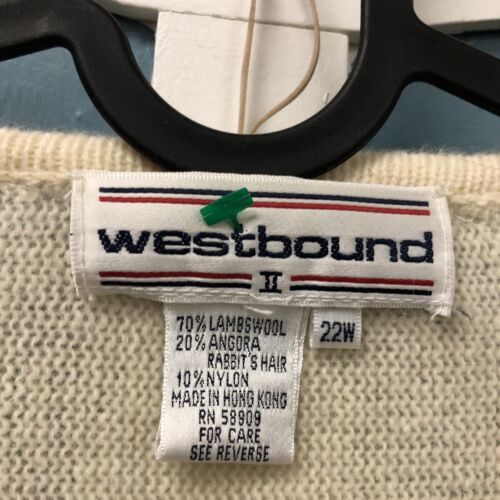 westbound
II
70% LAMBSWOOL
20% ANGORA
RABBIT'S HAIR
10% NYLON
MADE IN HONG KONG
RN 58909
FOR CARE
SEE REVERSE
22W